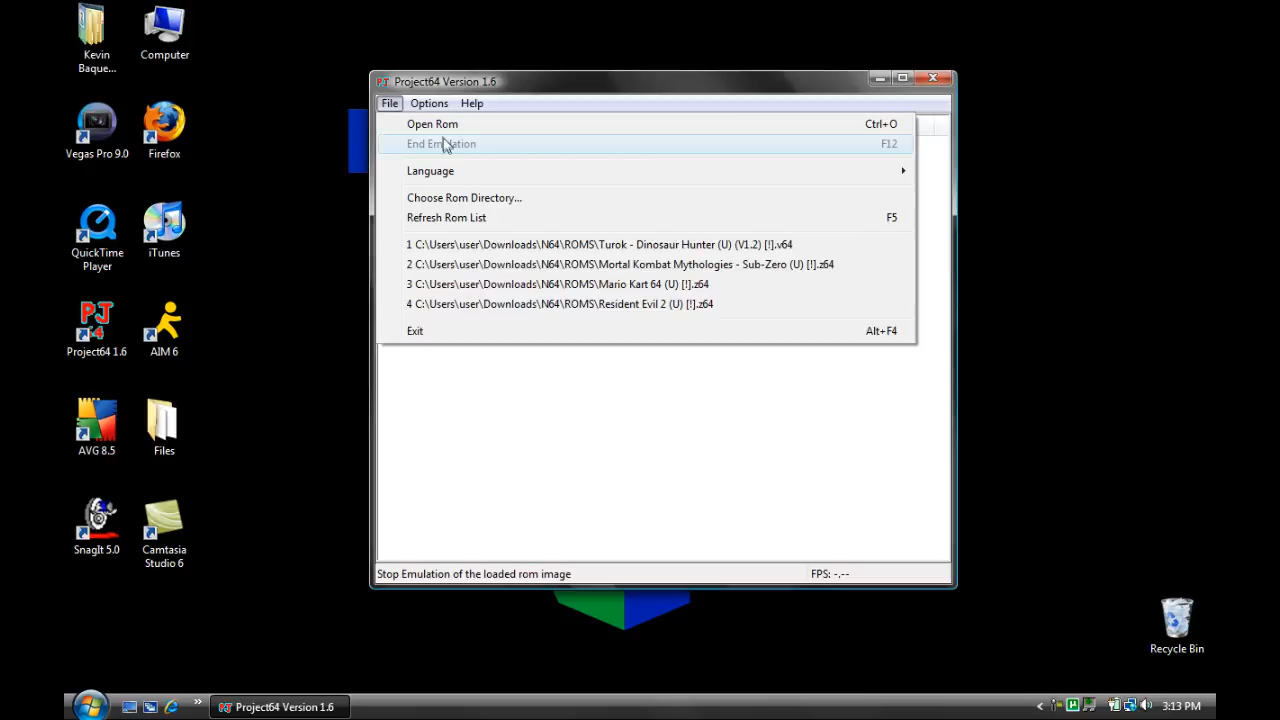 Kevin
Baque...
Computer
Vegas Pro 9.0
Firefox
QuickTime
Player
iTunes
Project64 1.6
AIM 6
AVG 8.5
Files
SnagIt 5.0
Camtasia
Studio 6
Project64 Version 1.6
File Options Help
Open Rom Ctrl+O
End Emulation F12
Language
Choose Rom Directory...
Refresh Rom List F5
1 C:\Users\user\Downloads\N64\ROMS\Turok - Dinosaur Hunter (U) (V1.2) [!].v64
2 C:\Users\user\Downloads\N64\ROMS\Mortal Kombat Mythologies - Sub-Zero (U) [!].z64
3 C:\Users\user\Downloads\N64\ROMS\Mario Kart 64 (U) [!].z64
4 C:\Users\user\Downloads\N64\ROMS\Resident Evil 2 (U) [!].z64
Exit Alt+F4
Stop Emulation of the loaded rom image FPS: -.--
Recycle Bin
Project64 Version 1.6
3:13 PM